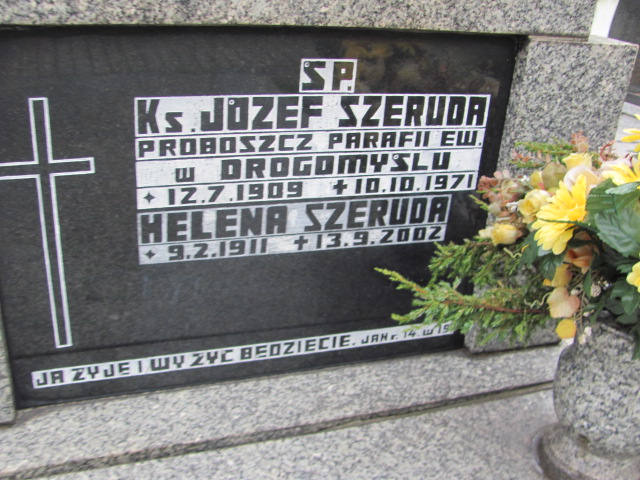 ŚP.
Ks. JÓZEF SZERUDA
PROBOSZCZ PARAFII EW.
W DROGOMYŚLU
✦ 12.7.1909 ✝ 10.10.1971
HELENA SZERUDA
✦ 9.2.1911 ✝ 13.9.2002
JA ŻYJĘ I WY ŻYĆ BĘDZIECIE. JAN r. 14. w 19